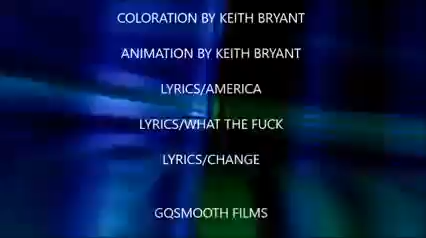 COLORATION BY KEITH BRYANT
ANIMATION BY KEITH BRYANT
LYRICS/AMERICA
LYRICS/WHAT THE FUCK
LYRICS/CHANGE
GQSMOOTH FILMS